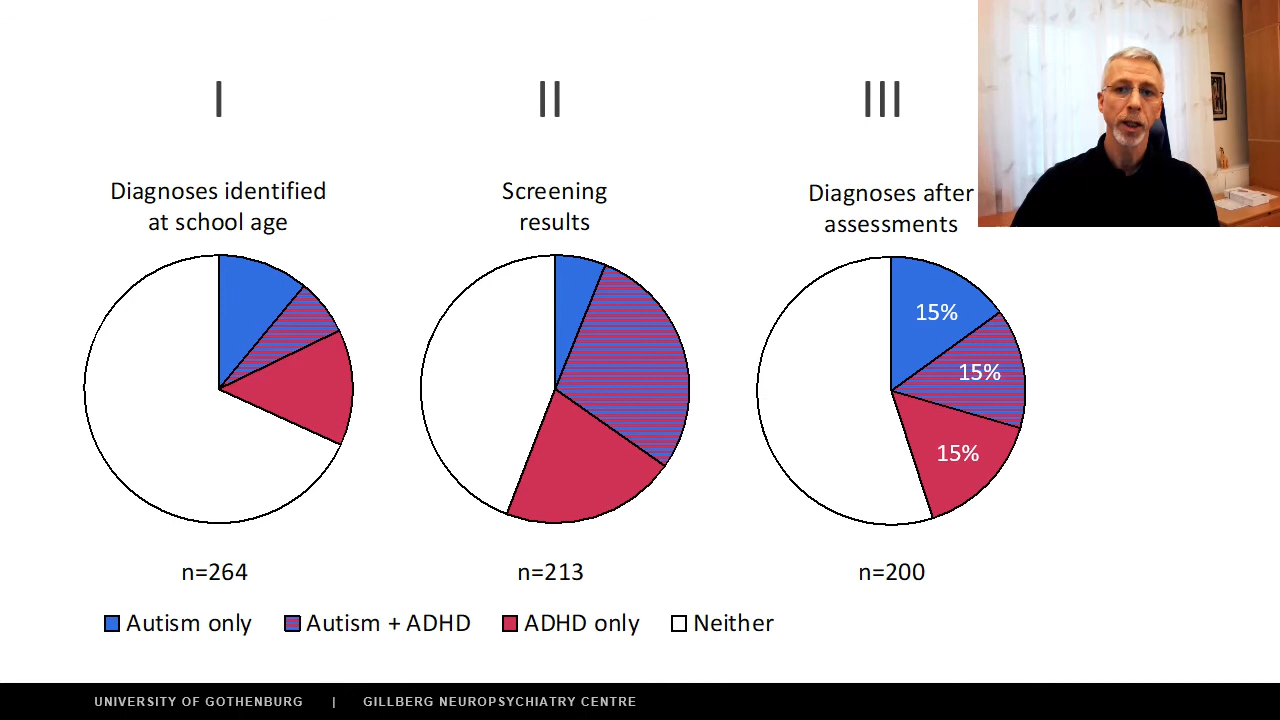 I
II
III
Diagnoses identified
at school age
Screening
results
Diagnoses after
assessments
15%
15%
15%
n=264
n=213
n=200
Autism only
Autism + ADHD
ADHD only
Neither
UNIVERSITY OF GOTHENBURG | GILLBERG NEUROPSYCHIATRY CENTRE